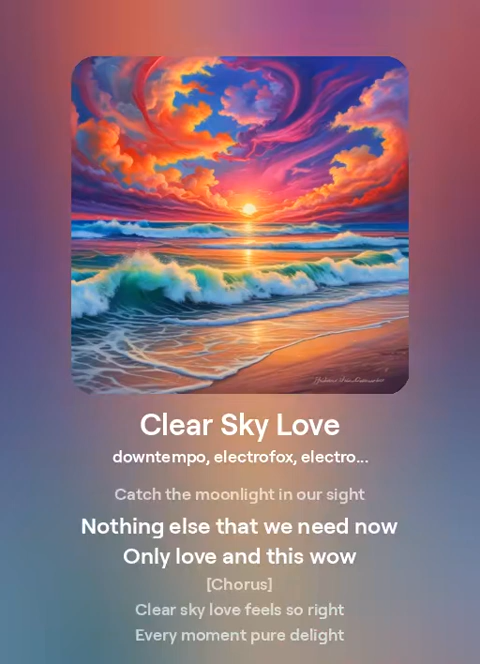 Clear Sky Love
downtempo, electrofox, electro...
Catch the moonlight in our sight
Nothing else that we need now
Only love and this wow
[Chorus]
Clear sky love feels so right
Every moment pure delight